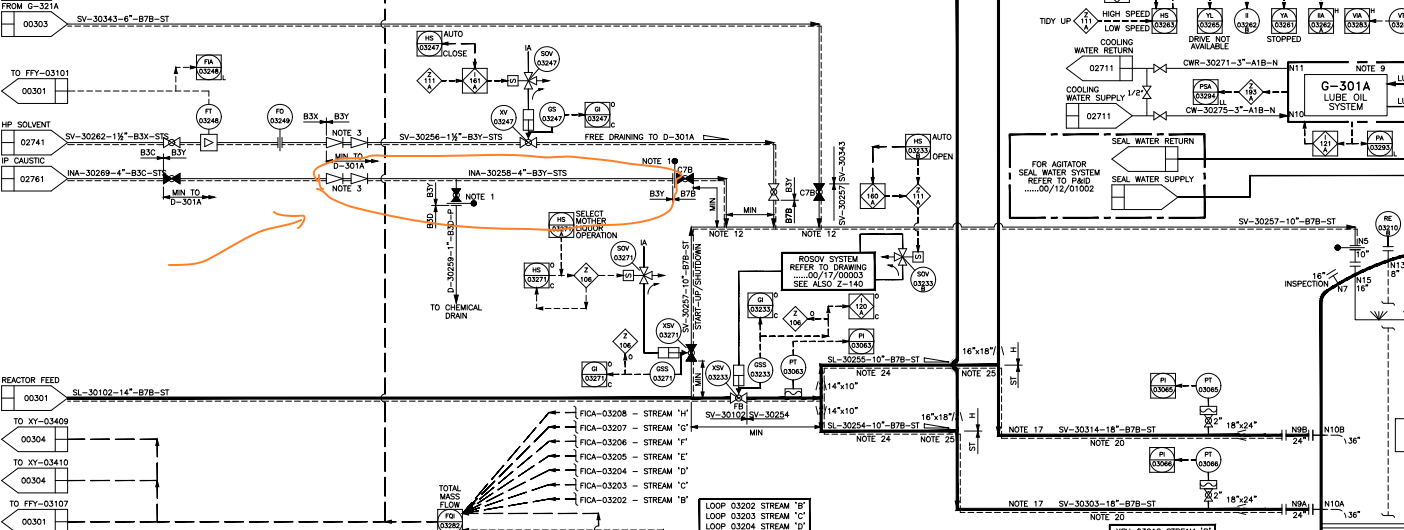 FROM G-321A
00303
SV-30343-6"-B7B-ST
TO FFY-03101
00301
FIA
03248
L
FT
03248
FO
03249
HP SOLVENT
02741
SV-30262-1½"-B3X-STS
B3X
B3Y
NOTE 3
SV-30256-1½"-B3Y-STS
FREE DRAINING TO D-301A
B3C
B3Y
MIN TO
D-301A
IP CAUSTIC
02761
INA-30269-4"-B3C-STS
MIN TO
D-301A
NOTE 3
INA-30258-4"-B3Y-STS
NOTE 1
C7B
B3Y
B7B
B3Y
B3D
NOTE 1
D-30259-1"-B3D-P
TO CHEMICAL
DRAIN
HS
03247
AUTO
CLOSE
Z
111
A
I
161
A
S
IA
SOV
03247
XV
03247
GS
03247
GI
03247
O
C
HS
03271
A
SELECT
MOTHER
LIQUOR
OPERATION
HS
03271
O
C
Z
106
S
SOV
03271
IA
XSV
03271
Z
106
O
GI
03271
C
GSS
03271
SV-30257-10"-B7B-ST
START-UP/SHUTDOWN
MIN
MIN
MIN
NOTE 12
NOTE 12
B3Y
B7B
C7B
SV-30343
SV-30257
HS
03233
B
AUTO
OPEN
I
160
A
Z
111
A
S
SOV
03233
B
ROSOV SYSTEM
REFER TO DRAWING
......00/17/00003
SEE ALSO Z-140
GI
03233
O
C
Z
106
O
I
120
A
O
C
PI
03063
XSV
03233
GSS
03233
PT
03063
FB
SV-30102
SV-30254
MIN
REACTOR FEED
00301
SL-30102-14"-B7B-ST
14"x10"
14"x10"
SL-30255-10"-B7B-ST
NOTE 24
NOTE 25
16"x18"
H
ST
SL-30254-10"-B7B-ST
NOTE 24
NOTE 25
16"x18"
H
ST
TO XY-03409
00304
TO XY-03410
00304
TO FFY-03107
00301
FICA-03208 - STREAM 'H'
FICA-03207 - STREAM 'G'
FICA-03206 - STREAM 'F'
FICA-03205 - STREAM 'E'
FICA-03204 - STREAM 'D'
FICA-03203 - STREAM 'C'
FICA-03202 - STREAM 'B'
TOTAL
MASS
FLOW
FQI
03282
LOOP 03202 STREAM 'B'
LOOP 03203 STREAM 'C'
LOOP 03204 STREAM 'D'
TIDY UP
Z
111
A
HIGH SPEED
LOW SPEED
HS
03263
YL
03265
DRIVE NOT
AVAILABLE
II
03262
B
YA
03261
STOPPED
IIA
03262
A
H
VIA
03283
H
COOLING
WATER RETURN
02711
CWR-30271-3"-A1B-N
N11
COOLING
WATER SUPPLY
02711
1/2"
CW-30275-3"-A1B-N
N10
PSA
03294
LL
Z
193
A
NOTE 9
G-301A
LUBE OIL
SYSTEM
I
121
A
PA
03293
L
FOR AGITATOR
SEAL WATER SYSTEM
REFER TO P&ID
......00/12/01002
SEAL WATER RETURN
SEAL WATER SUPPLY
SV-30257-10"-B7B-ST
RE
03210
B
N5
10"
N13
18"
16"
INSPECTION
N7
N15
16"
PI
03065
PT
03065
2"
NOTE 17
SV-30314-18"-B7B-ST
NOTE 20
18"x24"
N9B
24"
N10B
36"
PI
03066
PT
03066
2"
NOTE 17
SV-30303-18"-B7B-ST
NOTE 20
18"x24"
N9A
24"
N10A
36"